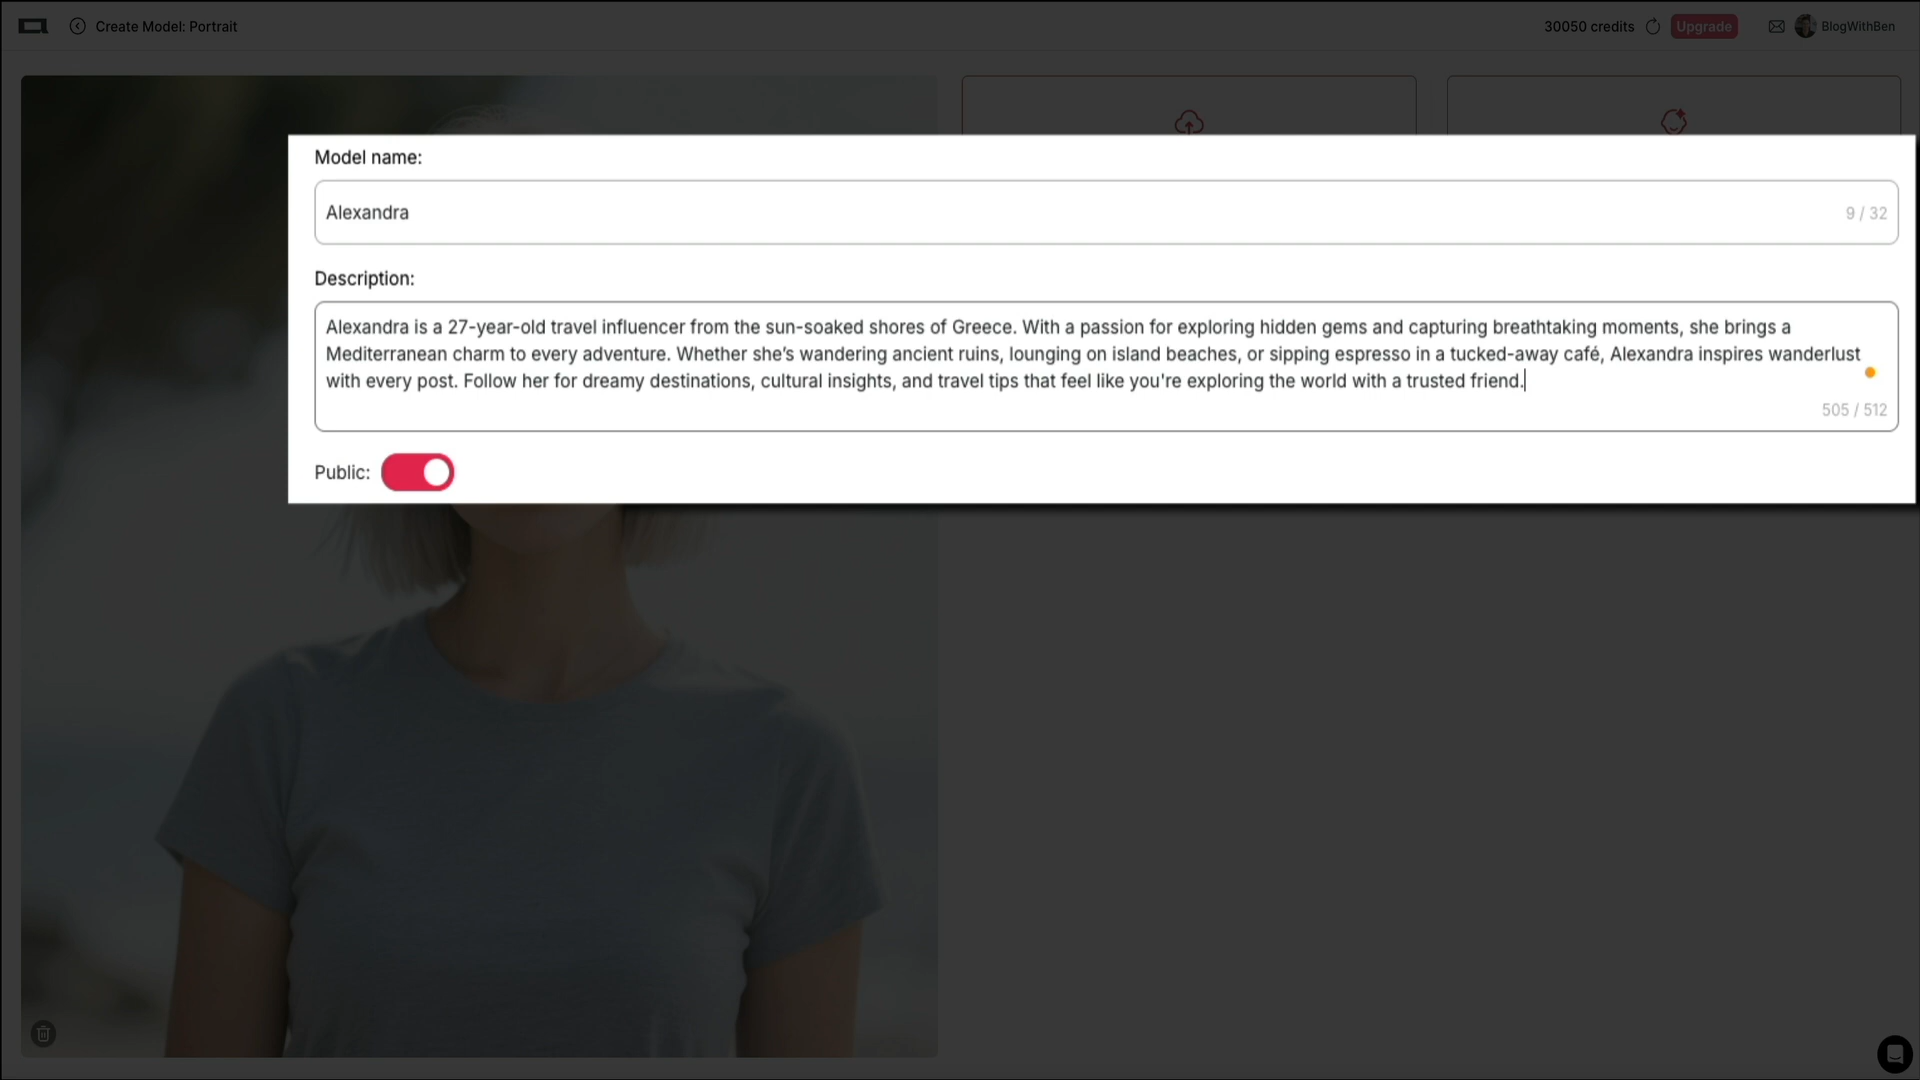 Create Model: Portrait
30050 credits
Upgrade
BlogWithBen
Model name:
Alexandra
9 / 32
Description:
Alexandra is a 27-year-old travel influencer from the sun-soaked shores of Greece. With a passion for exploring hidden gems and capturing breathtaking moments, she brings a
Mediterranean charm to every adventure. Whether she’s wandering ancient ruins, lounging on island beaches, or sipping espresso in a tucked-away café, Alexandra inspires wanderlust
with every post. Follow her for dreamy destinations, cultural insights, and travel tips that feel like you're exploring the world with a trusted friend.
505 / 512
Public: